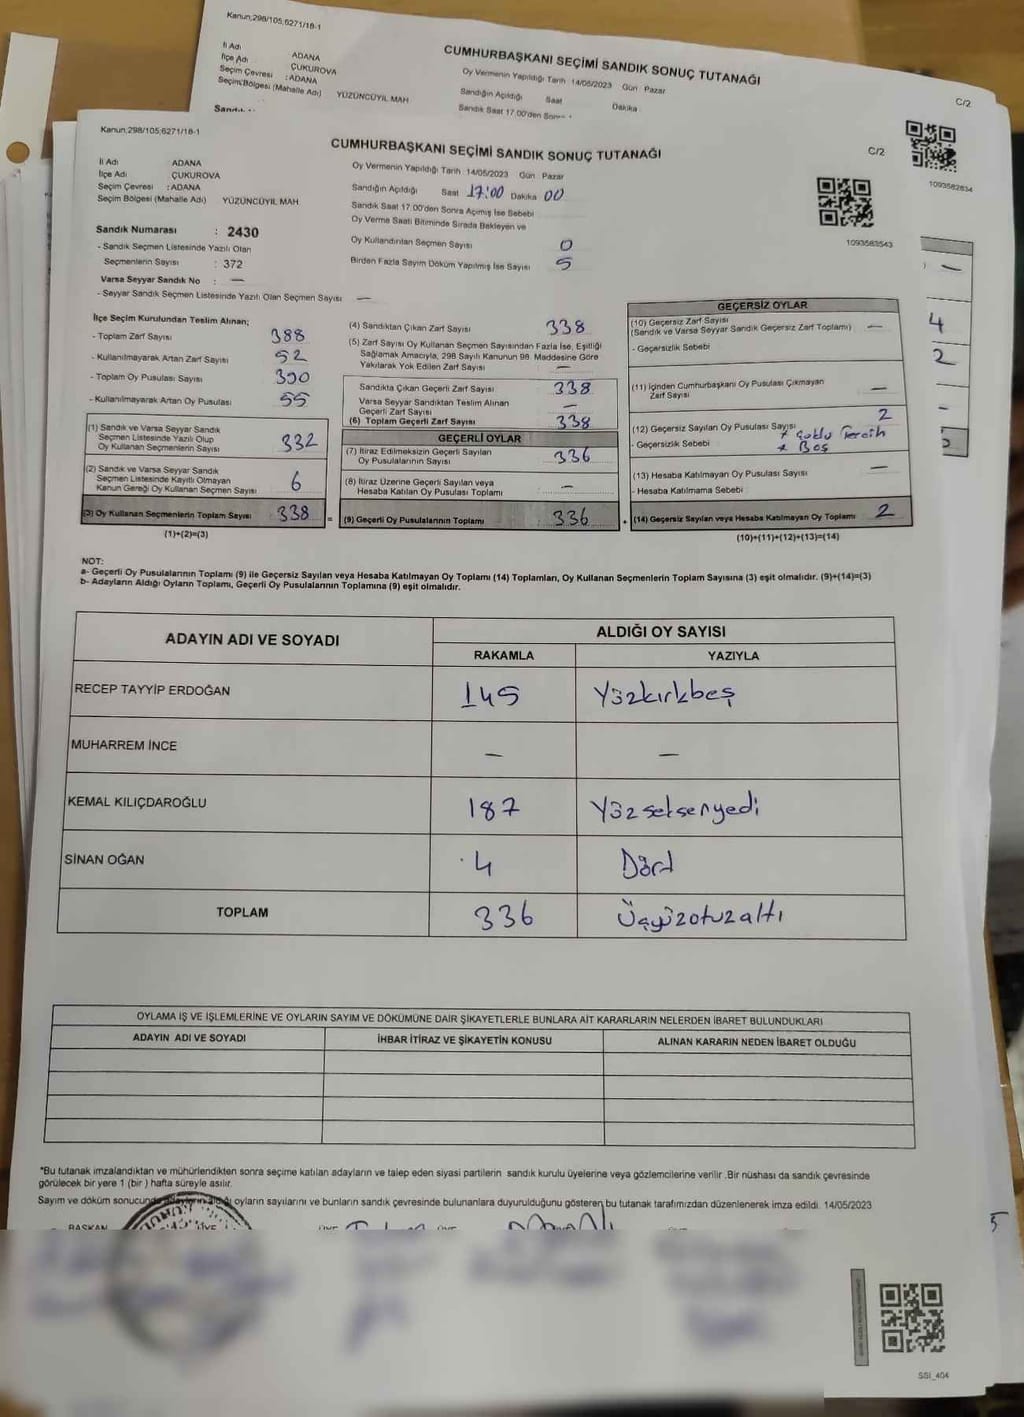 Kanun;298/105;6271/18-1
CUMHURBAŞKANI SEÇİMİ SANDIK SONUÇ TUTANAĞI
C/2
İl Adı ADANA
İlçe Adı ÇUKUROVA
Seçim Çevresi : ADANA
Seçim Bölgesi (Mahalle Adı) YÜZÜNCÜYIL MAH
Oy Vermenin Yapıldığı Tarih 14/05/2023 Gün Pazar
Sandığın Açıldığı Saat Dakika
Sandık Saat 17.00'den
1093582834
Kanun;298/105;6271/18-1
CUMHURBAŞKANI SEÇİMİ SANDIK SONUÇ TUTANAĞI
C/2
1093583543
İl Adı ADANA
İlçe Adı ÇUKUROVA
Seçim Çevresi : ADANA
Seçim Bölgesi (Mahalle Adı) YÜZÜNCÜYIL MAH
Oy Vermenin Yapıldığı Tarih 14/05/2023 Gün Pazar
Sandığın Açıldığı Saat 17:00 Dakika 00
Sandık Saat 17.00'den Sonra Açımış İse Sebebi
Oy Verme Saati Bitiminde Sırada Bekleyen ve
Oy Kullandırılan Seçmen Sayısı 0
Birden Fazla Sayım Döküm Yapılmış İse Sayısı 5
Sandık Numarası : 2430
- Sandık Seçmen Listesinde Yazılı Olan
Seçmenlerin Sayısı : 372
Varsa Seyyar Sandık No : —
- Seyyar Sandık Seçmen Listesinde Yazılı Olan Seçmen Sayısı —
İlçe Seçim Kurulundan Teslim Alınan;
- Toplam Zarf Sayısı 388
- Kullanılmayarak Artan Zarf Sayısı 52
- Toplam Oy Pusulası Sayısı 390
- Kullanılmayarak Artan Oy Pusulası 55
(1) Sandık ve Varsa Seyyar Sandık
Seçmen Listesinde Yazılı Olup
Oy Kullanan Seçmenlerin Sayısı 332
(2) Sandık ve Varsa Seyyar Sandık
Seçmen Listesinde Kayıtlı Olmayan
Kanun Gereği Oy Kullanan Seçmen Sayısı 6
(3) Oy Kullanan Seçmenlerin Toplam Sayısı 338
(1)+(2)=(3)
(4) Sandıktan Çıkan Zarf Sayısı 338
(5) Zarf Sayısı Oy Kullanan Seçmen Sayısından Fazla İse, Eşitliği
Sağlamak Amacıyla, 298 Sayılı Kanunun 98. Maddesine Göre
Yakılarak Yok Edilen Zarf Sayısı —
Sandıkta Çıkan Geçerli Zarf Sayısı 338
Varsa Seyyar Sandıktan Teslim Alınan
Geçerli Zarf Sayısı —
(6) Toplam Geçerli Zarf Sayısı 338
GEÇERLİ OYLAR
(7) İtiraz Edilmeksizin Geçerli Sayılan
Oy Pusulalarının Sayısı 336
(8) İtiraz Üzerine Geçerli Sayılan veya
Hesaba Katılan Oy Pusulası Toplamı —
= (9) Geçerli Oy Pusulalarının Toplamı 336
GEÇERSİZ OYLAR
(10) Geçersiz Zarf Sayısı
(Sandık ve Varsa Seyyar Sandık Geçersiz Zarf Toplamı) —
- Geçersizlik Sebebi
(11) İçinden Cumhurbaşkanı Oy Pusulası Çıkmayan
Zarf Sayısı —
(12) Geçersiz Sayılan Oy Pusulası Sayısı 2
- Geçersizlik Sebebi * Çoklu Tercih
* Boş
(13) Hesaba Katılmayan Oy Pusulası Sayısı —
- Hesaba Katılmama Sebebi
+ (14) Geçersiz Sayılan veya Hesaba Katılmayan Oy Toplamı 2
(10)+(11)+(12)+(13)=(14)
—
4
2
-
NOT:
a- Geçerli Oy Pusulalarının Toplamı (9) ile Geçersiz Sayılan veya Hesaba Katılmayan Oy Toplamı (14) Toplamları, Oy Kullanan Seçmenlerin Toplam Sayısına (3) eşit olmalıdır. (9)+(14)=(3)
b- Adayların Aldığı Oyların Toplamı, Geçerli Oy Pusulalarının Toplamına (9) eşit olmalıdır.
ADAYIN ADI VE SOYADI ALDIĞI OY SAYISI
RAKAMLA YAZIYLA
RECEP TAYYİP ERDOĞAN 145 Yüzkırkbeş
MUHARREM İNCE — —
KEMAL KILIÇDAROĞLU 187 Yüzseksenyedi
SİNAN OĞAN 4 Dört
TOPLAM 336 Üçyüzotuzaltı
OYLAMA İŞ VE İŞLEMLERİNE VE OYLARIN SAYIM VE DÖKÜMÜNE DAİR ŞİKAYETLERLE BUNLARA AİT KARARLARIN NELERDEN İBARET BULUNDUKLARI
ADAYIN ADI VE SOYADI İHBAR İTİRAZ VE ŞİKAYETİN KONUSU ALINAN KARARIN NEDEN İBARET OLDUĞU
*Bu tutanak imzalandıktan ve mühürlendikten sonra seçime katılan adayların ve talep eden siyasi partilerin sandık kurulu üyelerine veya gözlemcilerine verilir. Bir nüshası da sandık çevresinde
görülecek bir yere 1 (bir) hafta süreyle asılır.
Sayım ve döküm sonucunda adayların aldığı oyların sayılarını ve bunların sandık çevresinde bulunanlara duyurulduğunu gösteren bu tutanak tarafımızdan düzenlenerek imza edildi. 14/05/2023
BAŞKAN
5
SSI_404